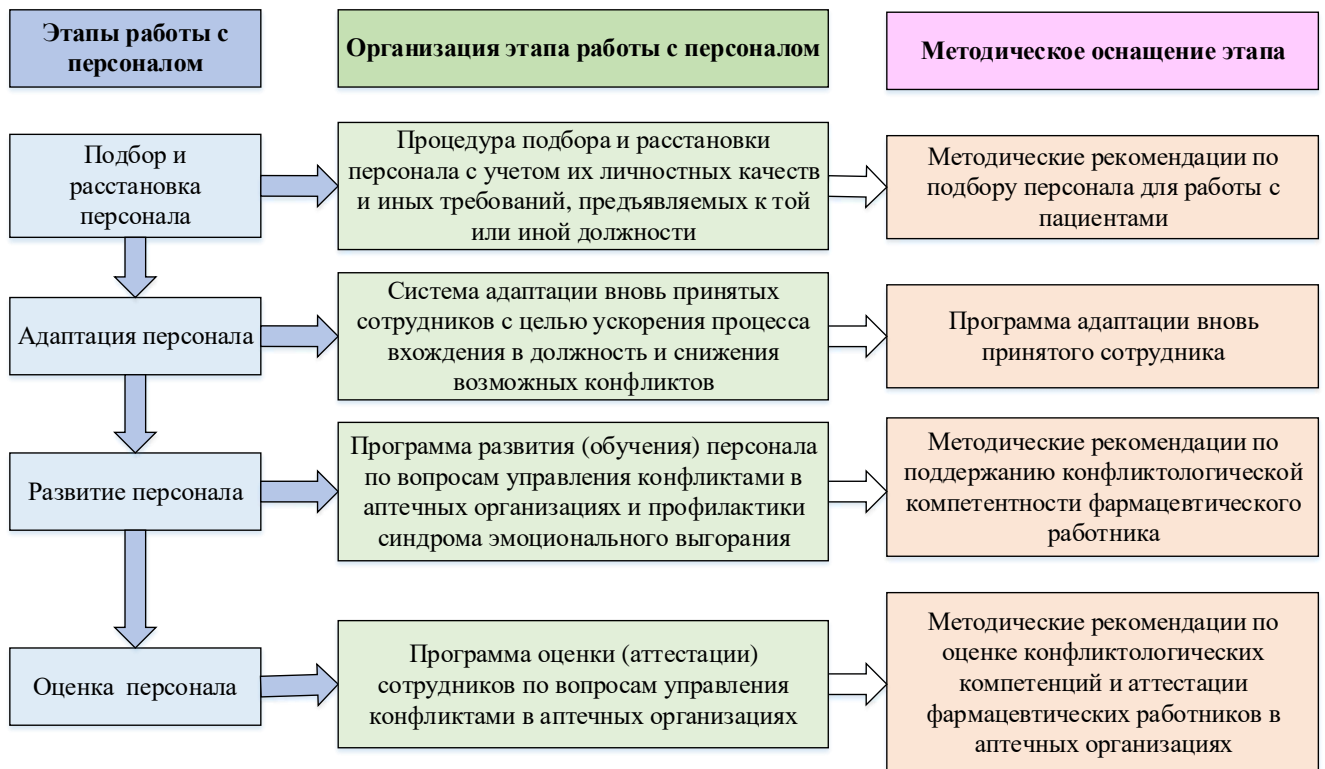 Этапы работы с
персоналом
Организация этапа работы с персоналом
Методическое оснащение этапа
Подбор и
расстановка
персонала
Процедура подбора и расстановки
персонала с учетом их личностных качеств
и иных требований, предъявляемых к той
или иной должности
Методические рекомендации по
подбору персонала для работы с
пациентами
Адаптация персонала
Система адаптации вновь принятых
сотрудников с целью ускорения процесса
вхождения в должность и снижения
возможных конфликтов
Программа адаптации вновь
принятого сотрудника
Развитие персонала
Программа развития (обучения) персонала
по вопросам управления конфликтами в
аптечных организациях и профилактики
синдрома эмоционального выгорания
Методические рекомендации по
поддержанию конфликтологической
компетентности фармацевтического
работника
Оценка персонала
Программа оценки (аттестации)
сотрудников по вопросам управления
конфликтами в аптечных организациях
Методические рекомендации по
оценке конфликтологических
компетенций и аттестации
фармацевтических работников в
аптечных организациях